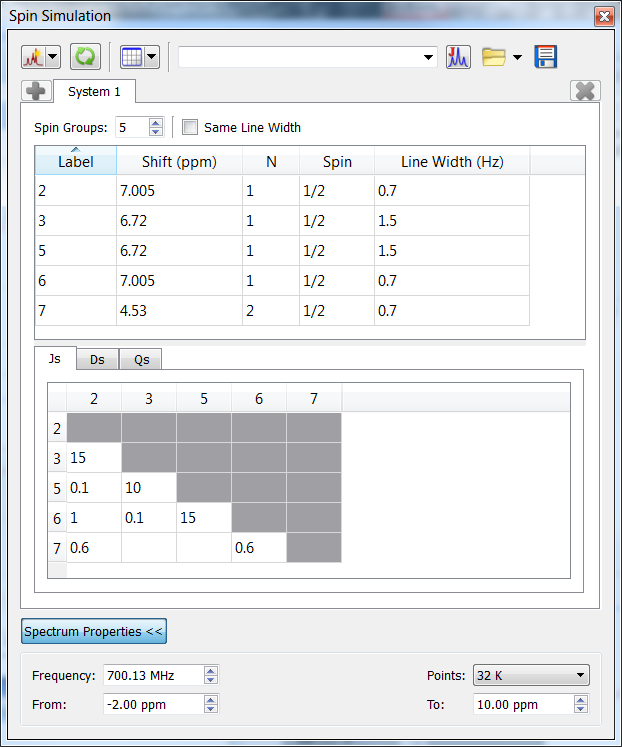 Spin Simulation
System 1
Spin Groups: 5 Same Line Width
Label Shift (ppm) N Spin Line Width (Hz)
2 7.005 1 1/2 0.7
3 6.72 1 1/2 1.5
5 6.72 1 1/2 1.5
6 7.005 1 1/2 0.7
7 4.53 2 1/2 0.7
Js Ds Qs
2 3 5 6 7
2
3 15
5 0.1 10
6 1 0.1 15
7 0.6 0.6
Spectrum Properties <<
Frequency: 700.13 MHz Points: 32 K
From: -2.00 ppm To: 10.00 ppm